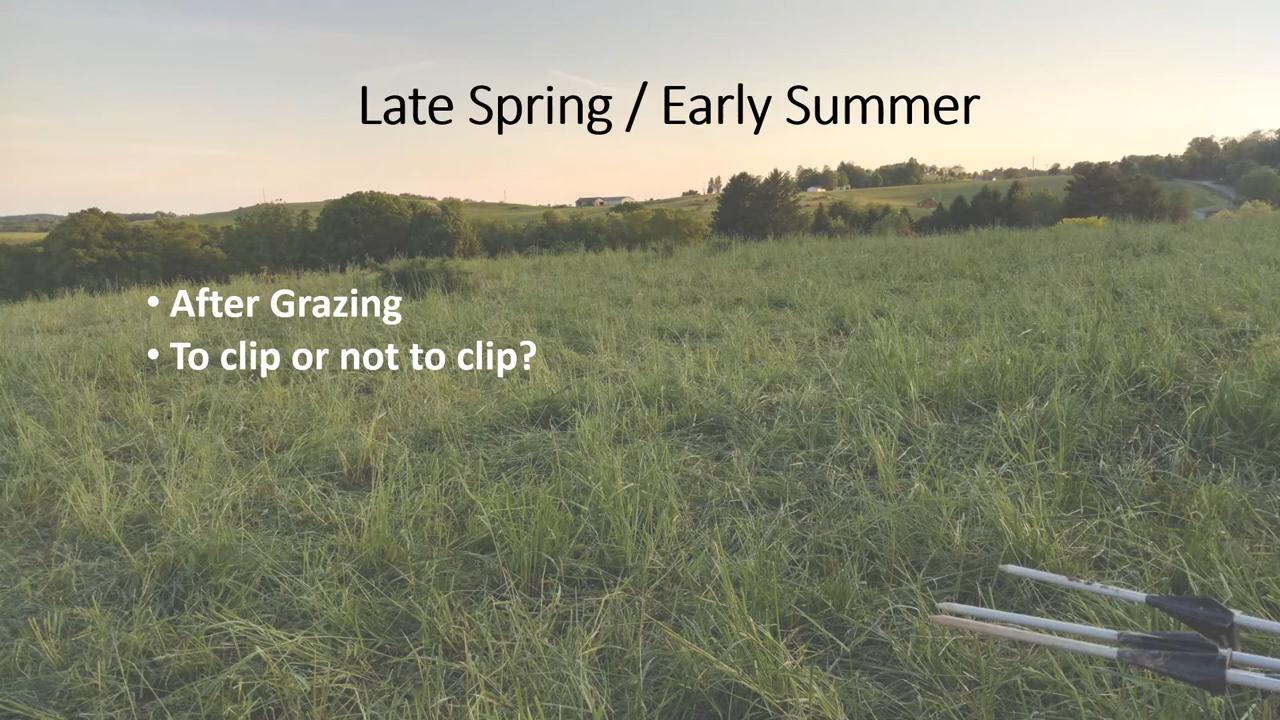 Late Spring / Early Summer
• After Grazing
• To clip or not to clip?